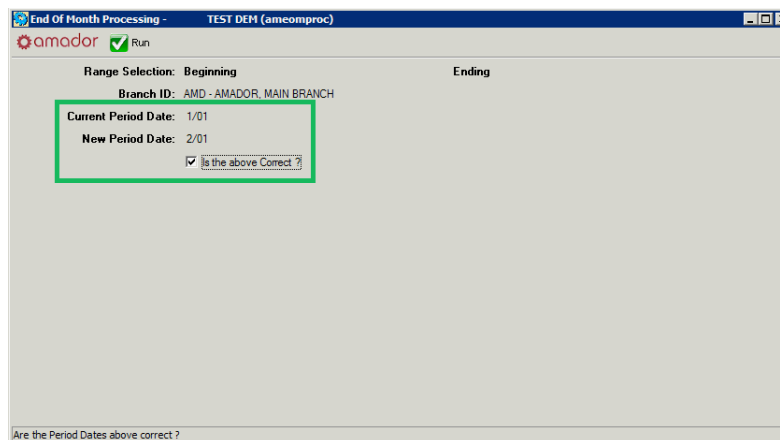 End Of Month Processing - TEST DEM (ameomproc)
amador Run
Range Selection: Beginning Ending
Branch ID: AMD - AMADOR, MAIN BRANCH
Current Period Date: 1/01
New Period Date: 2/01
Is the above Correct ?
Are the Period Dates above correct ?